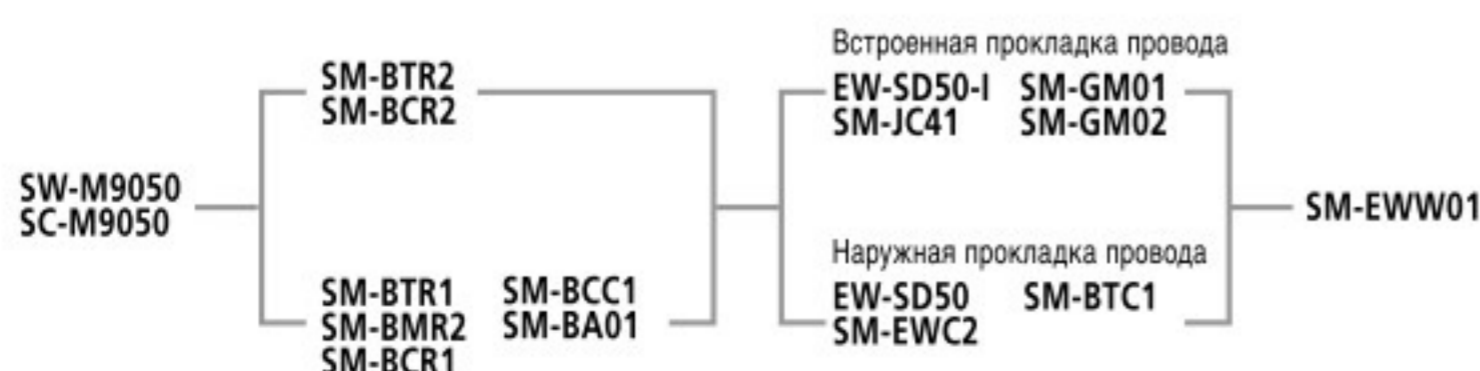 SW-M9050
SC-M9050
SM-BTR2
SM-BCR2
SM-BTR1
SM-BMR2
SM-BCR1
SM-BCC1
SM-BA01
Встроенная прокладка провода
EW-SD50-I SM-GM01
SM-JC41 SM-GM02
Наружная прокладка провода
EW-SD50 SM-BTC1
SM-EWC2
SM-EWW01